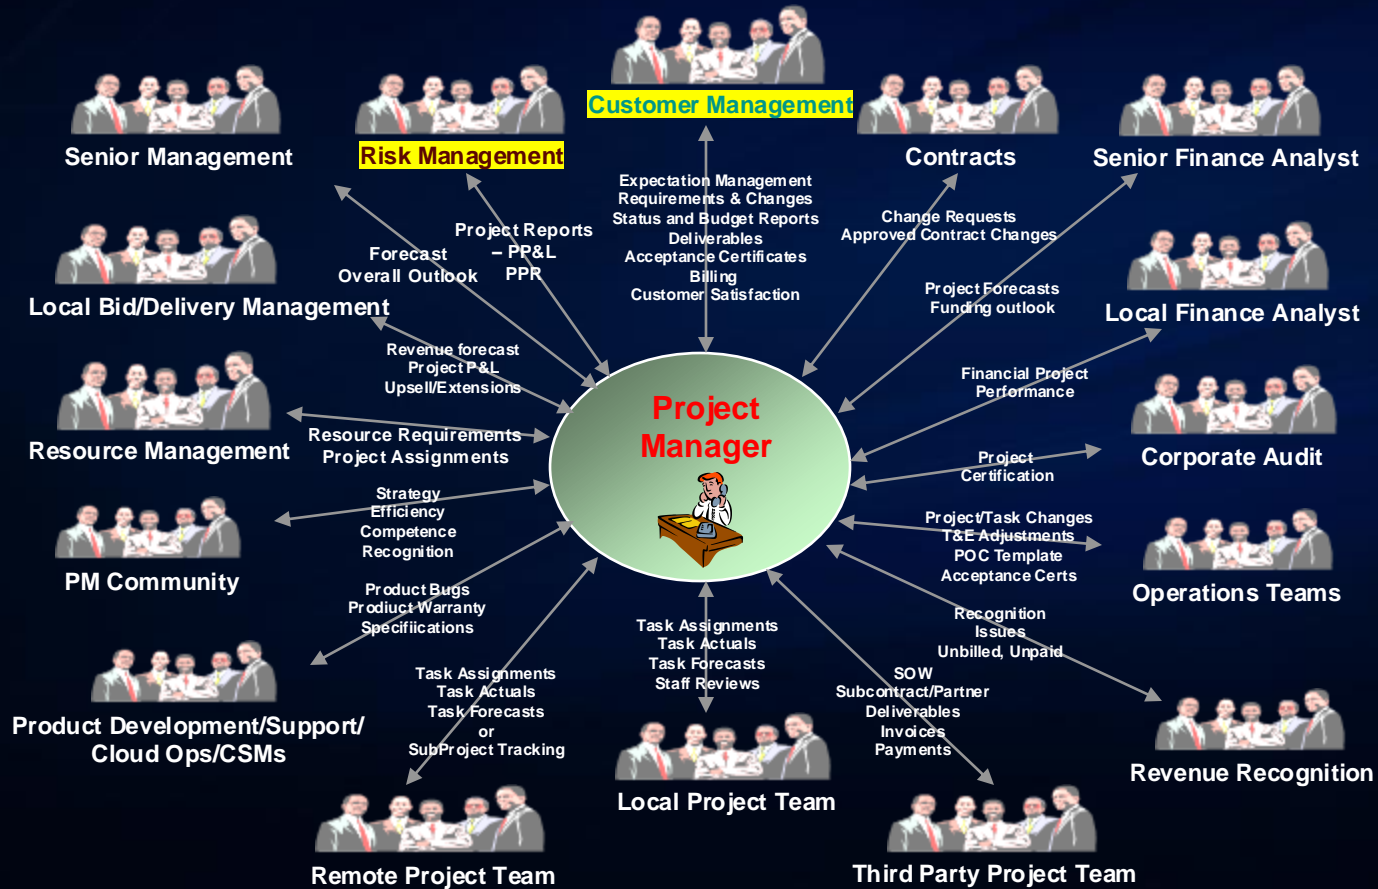 Customer Management
Senior Management
Risk Management
Contracts
Senior Finance Analyst
Expectation Management
Requirements & Changes
Status and Budget Reports
Deliverables
Acceptance Certificates
Billing
Customer Satisfaction
Forecast
Overall Outlook
Project Reports
– PP&L
PPR
Change Requests
Approved Contract Changes
Project Forecasts
Funding outlook
Local Bid/Delivery Management
Local Finance Analyst
Revenue forecast
Project P&L
Upsell/Extensions
Financial Project
Performance
Project
Manager
Resource Management
Resource Requirements
Project Assignments
Project
Certification
Corporate Audit
Strategy
Efficiency
Competence
Recognition
Project/Task Changes
T&E Adjustments
POC Template
Acceptance Certs
PM Community
Operations Teams
Product Bugs
Prodiuct Warranty
Specifiications
Recognition
Issues
Unbilled, Unpaid
Task Assignments
Task Actuals
Task Forecasts
Staff Reviews
Task Assignments
Task Actuals
Task Forecasts
or
SubProject Tracking
SOW
Subcontract/Partner
Deliverables
Invoices
Payments
Product Development/Support/
Cloud Ops/CSMs
Revenue Recognition
Local Project Team
Remote Project Team
Third Party Project Team